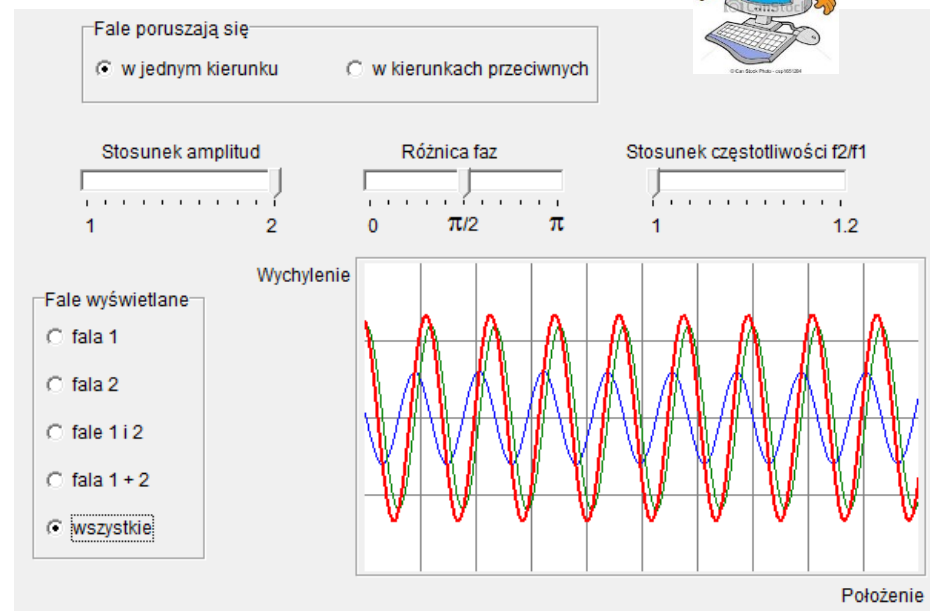 Fale poruszają się
w jednym kierunku w kierunkach przeciwnych
Stosunek amplitud Różnica faz Stosunek częstotliwości f2/f1
1 2 0 π/2 π 1 1.2
Wychylenie
Fale wyświetlane
fala 1
fala 2
fale 1 i 2
fala 1 + 2
wszystkie
Położenie